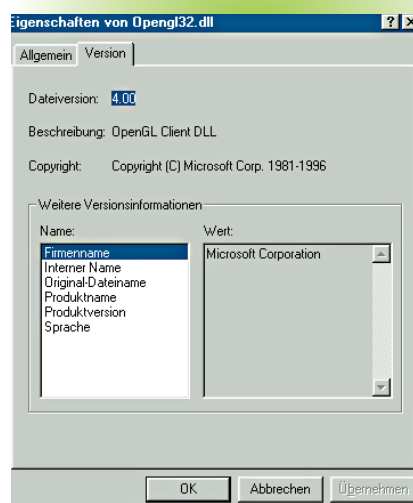 Eigenschaften von Opengl32.dll
Allgemein Version
Dateiversion: 4.00
Beschreibung: OpenGL Client DLL
Copyright: Copyright (C) Microsoft Corp. 1981-1996
Weitere Versionsinformationen
Name: Wert:
Firmenname Microsoft Corporation
Interner Name
Original-Dateiname
Produktname
Produktversion
Sprache
OK Abbrechen Übernehmen